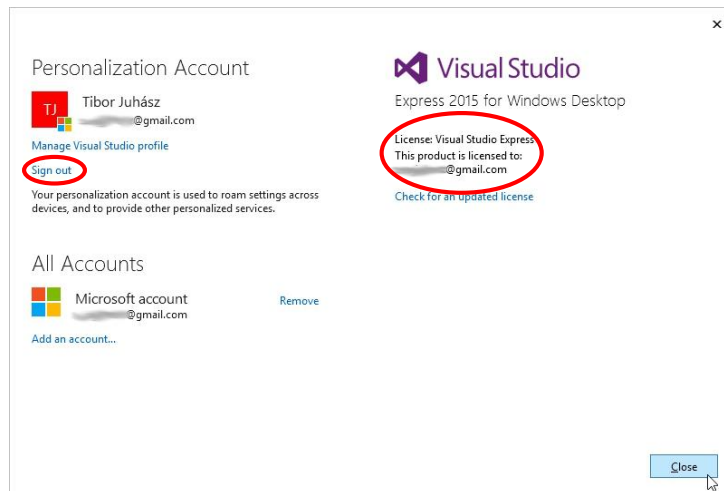 Personalization Account
TJ
Tibor Juhász
@gmail.com
Manage Visual Studio profile
Sign out
Your personalization account is used to roam settings across
devices, and to provide other personalized services.
All Accounts
Microsoft account
@gmail.com
Remove
Add an account...
Visual Studio
Express 2015 for Windows Desktop
License: Visual Studio Express
This product is licensed to:
@gmail.com
Check for an updated license
Close